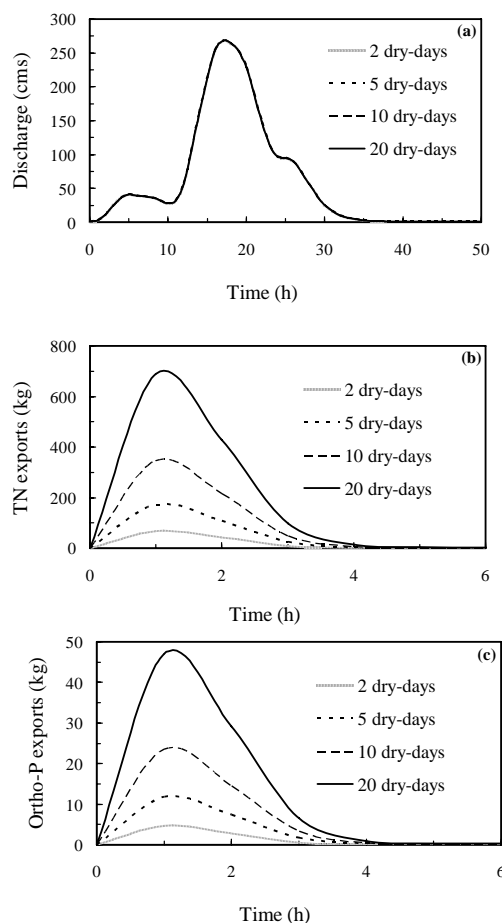 (a)
300
250
200
150
100
50
0
Discharge (cms)
2 dry-days
5 dry-days
10 dry-days
20 dry-days
0 10 20 30 40 50
Time (h)
(b)
800
600
400
200
0
TN exports (kg)
2 dry-days
5 dry-days
10 dry-days
20 dry-days
0 2 4 6
Time (h)
(c)
50
40
30
20
10
0
Ortho-P exports (kg)
2 dry-days
5 dry-days
10 dry-days
20 dry-days
0 2 4 6
Time (h)